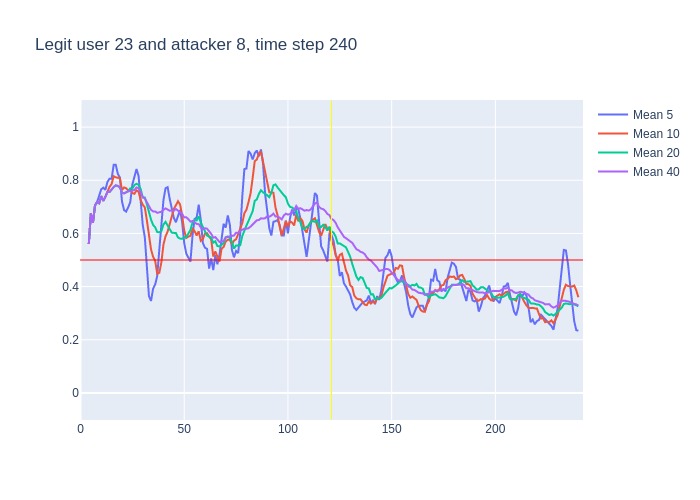 Legit user 23 and attacker 8, time step 240
Mean 5
Mean 10
Mean 20
Mean 40
1
0.8
0.6
0.4
0.2
0
0 50 100 150 200